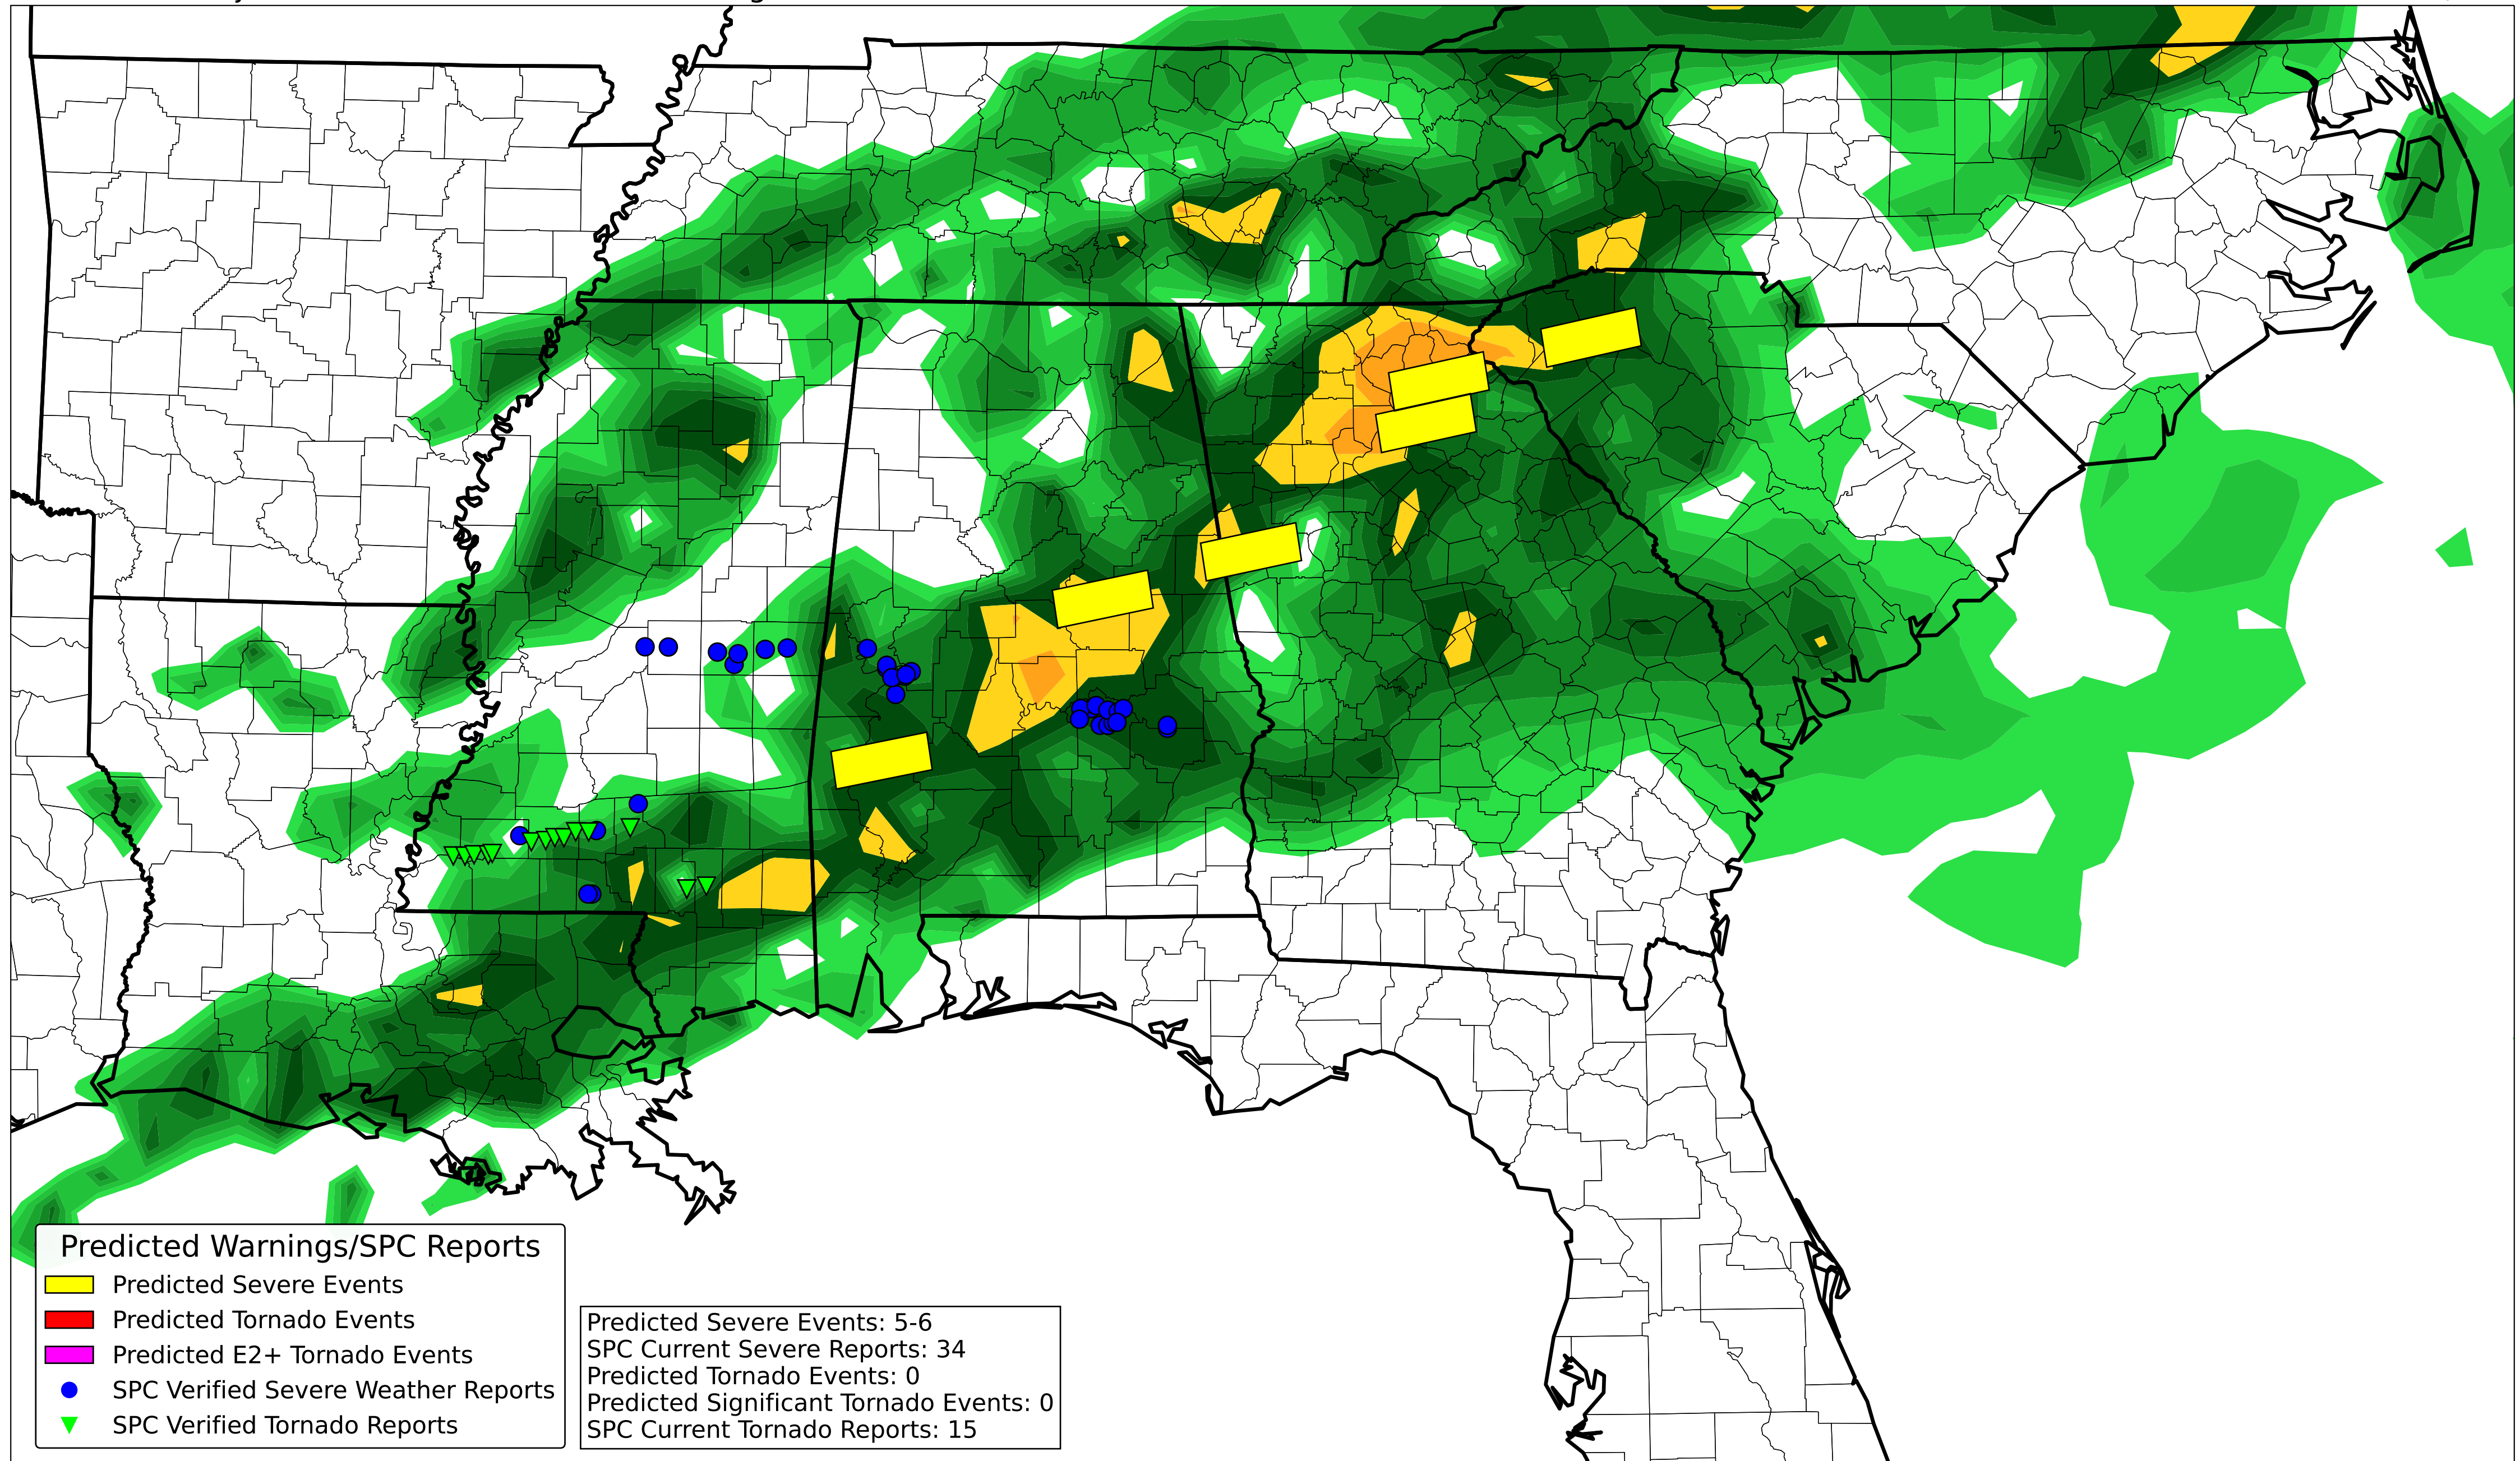 Predicted Warnings/SPC Reports
Predicted Severe Events
Predicted Tornado Events
Predicted E2+ Tornado Events
SPC Verified Severe Weather Reports
SPC Verified Tornado Reports
Predicted Severe Events: 5-6
SPC Current Severe Reports: 34
Predicted Tornado Events: 0
Predicted Significant Tornado Events: 0
SPC Current Tornado Reports: 15